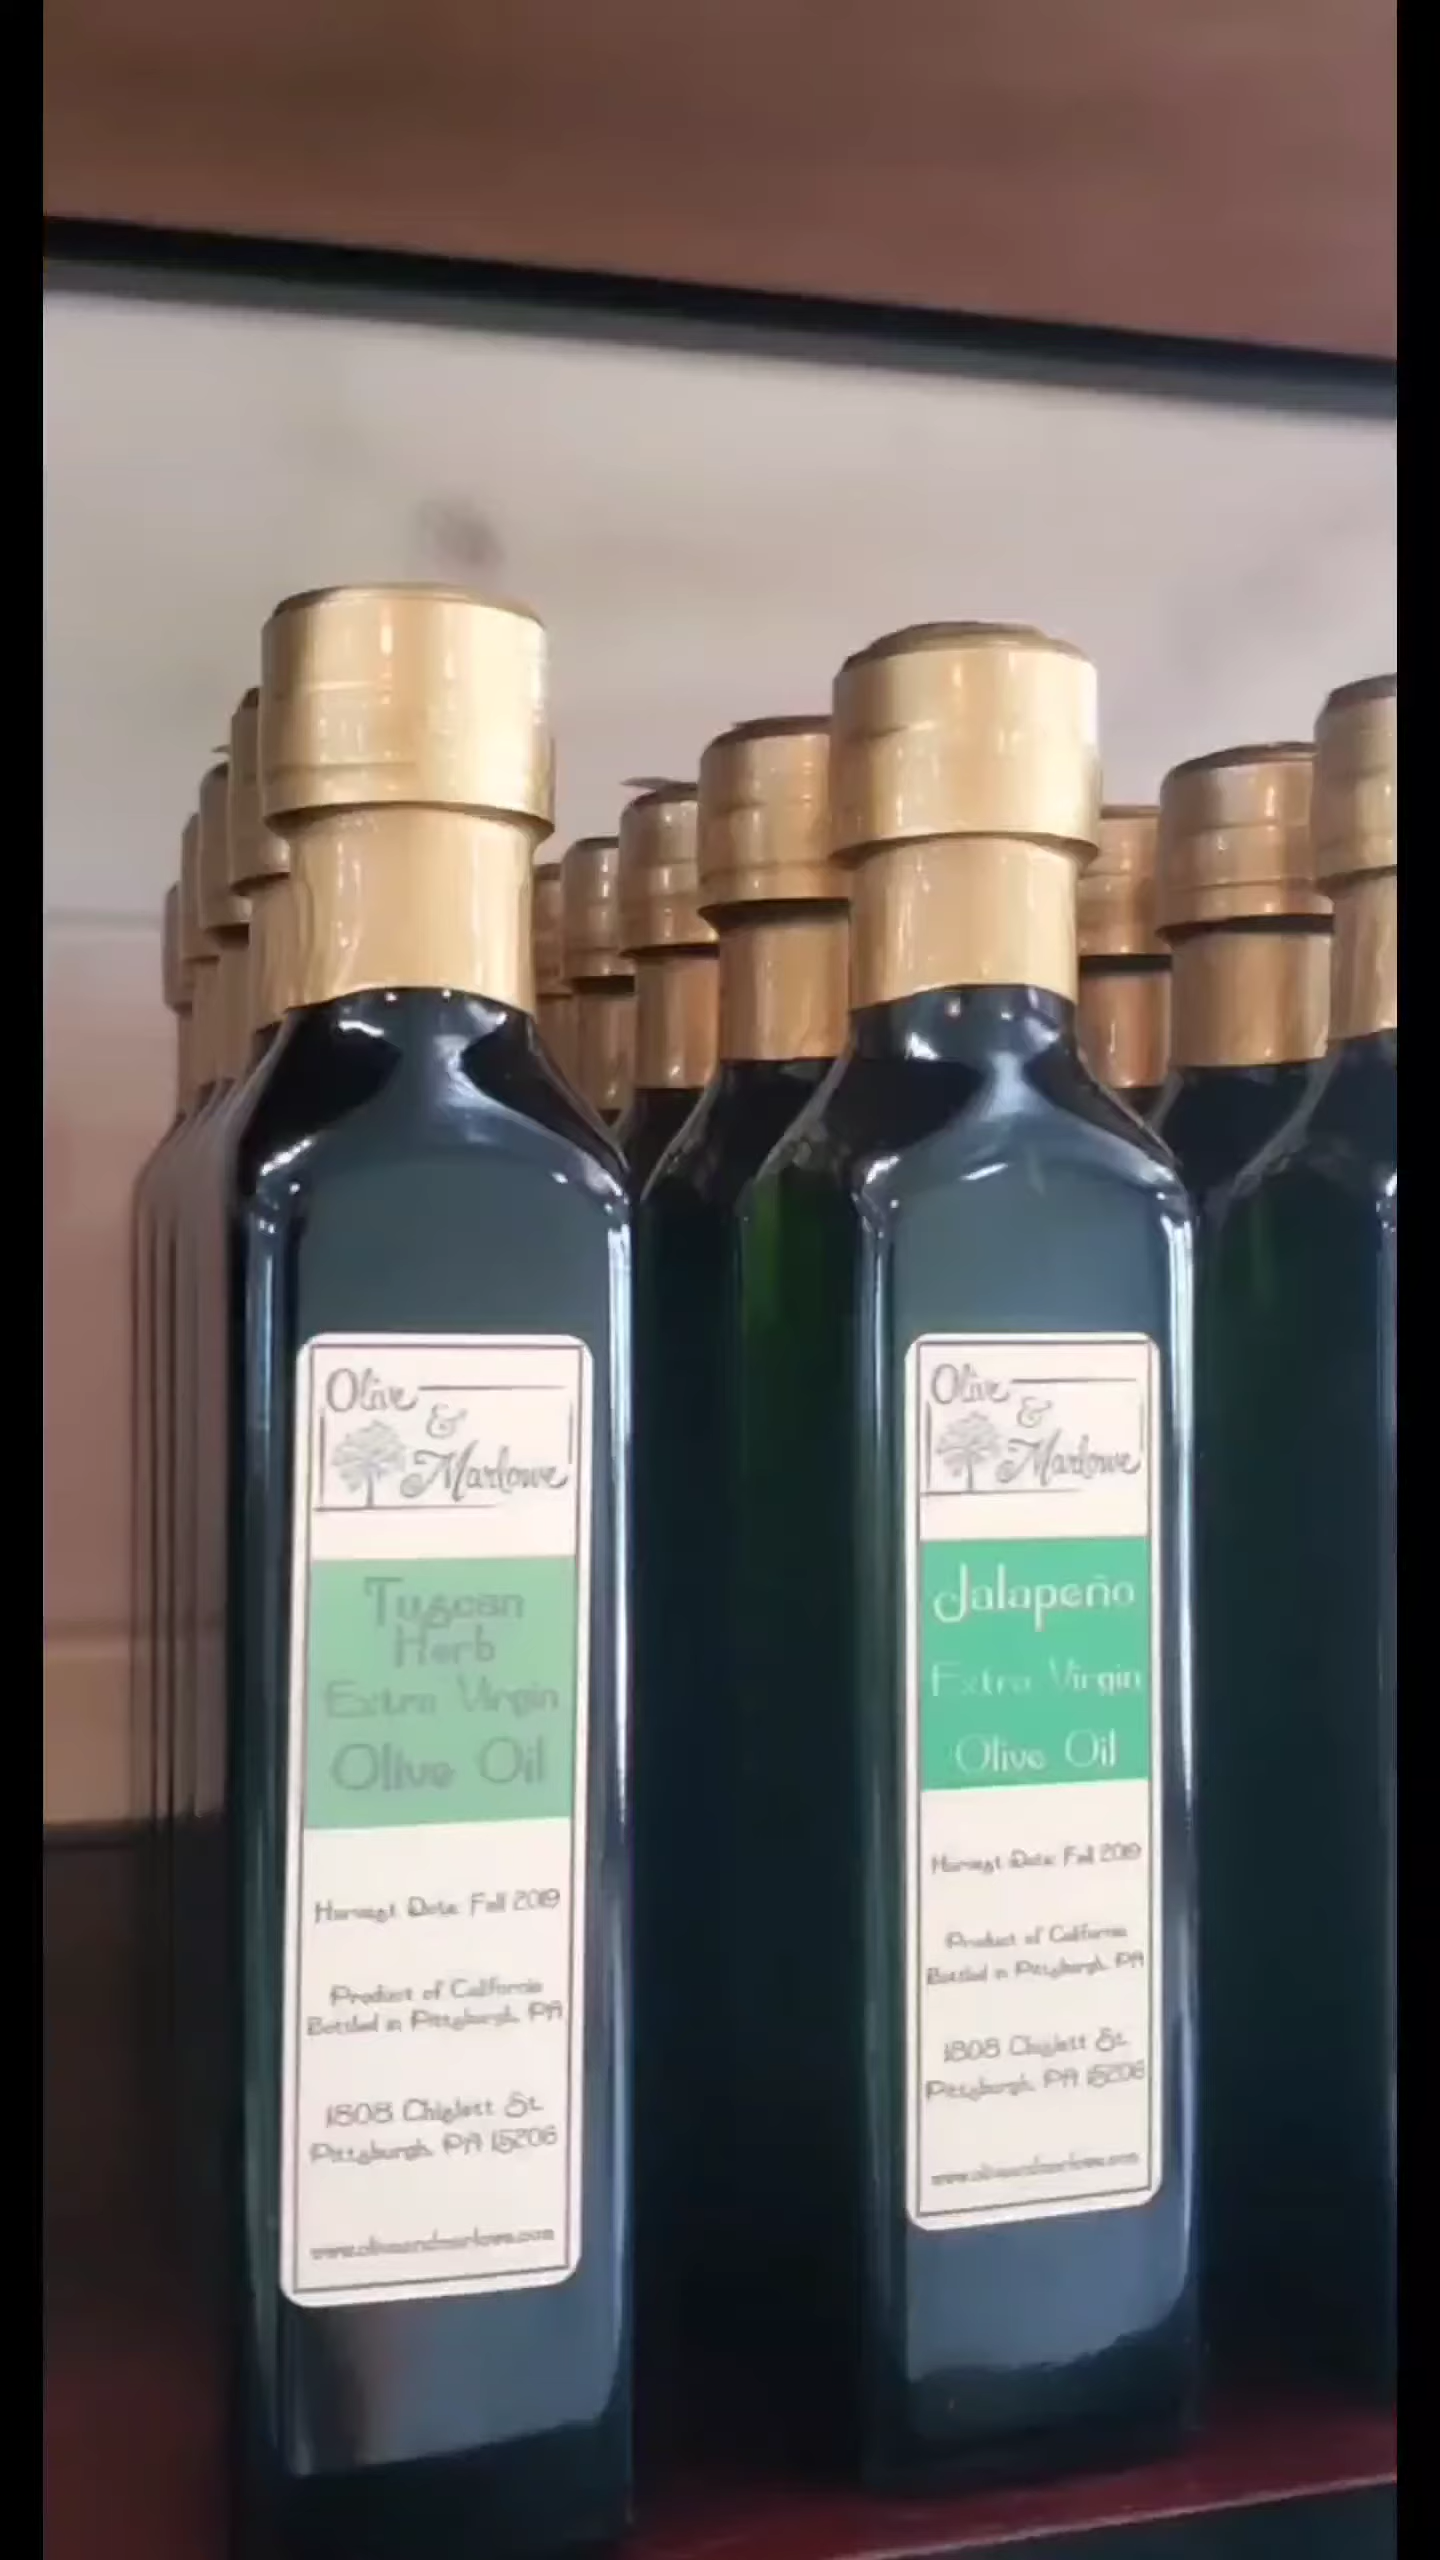 Olive
&
Marlowe
Tuscan
Herb
Extra Virgin
Olive Oil
Harvest Date: Fall 2019
Product of California
Bottled in Pittsburgh, PA
1808 Chislett St.
Pittsburgh, PA 15206
www.oliveandmarlowe.com
Olive
&
Marlowe
Jalapeño
Extra Virgin
Olive Oil
Harvest Date: Fall 2019
Product of California
Bottled in Pittsburgh, PA
1808 Chislett St.
Pittsburgh, PA 15206
www.oliveandmarlowe.com